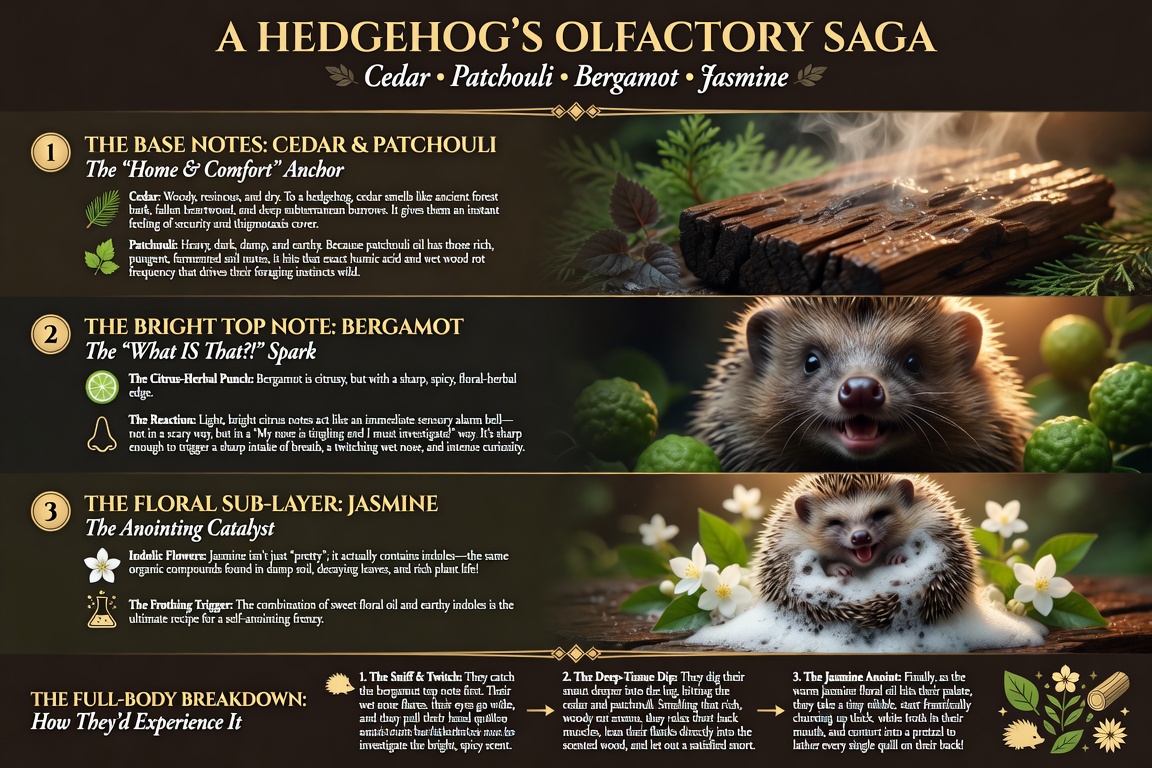 A HEDGEHOG'S OLFACTORY SAGA
Cedar • Patchouli • Bergamot • Jasmine
1
THE BASE NOTES: CEDAR & PATCHOULI
The “Home & Comfort” Anchor
Cedar: Woody, resinous, and dry. To a hedgehog, cedar smells like ancient forest
bark, fallen heartwood, and deep subterranean burrows. It gives them an instant
feeling of security and thigmotaxis cover.
Patchouli: Heavy, dark, damp, and earthy. Because patchouli oil has those rich,
pungent, fermented soil notes, it hits that exact humic acid and wet wood rot
frequency that drives their foraging instincts wild.
2
THE BRIGHT TOP NOTE: BERGAMOT
The “What IS That?!” Spark
The Citrus-Herbal Punch: Bergamot is citrusy, but with a sharp, spicy, floral-herbal
edge.
The Reaction: Light, bright citrus notes act like an immediate sensory alarm bell—
not in a scary way, but in a “My nose is tingling and I must investigate!” way. It's sharp
enough to trigger a sharp intake of breath, a twitching wet nose, and intense curiosity.
3
THE FLORAL SUB-LAYER: JASMINE
The Anointing Catalyst
Indolic Flowers: Jasmine isn't just “pretty”; it actually contains indoles—the same
organic compounds found in damp soil, decaying leaves, and rich plant life!
The Frothing Trigger: The combination of sweet floral oil and earthy indoles is the
ultimate recipe for a self-anointing frenzy.
THE FULL-BODY BREAKDOWN:
How They'd Experience It
1. The Sniff & Twitch: They catch
the bergamot top note first. Their
wet nose flares, their eyes go wide,
and they pull their head
investigate the bright, spicy scent.
2. The Deep-Tissue Dip: They dig their
snout deeper into the log, hitting the
cedar and patchouli. Smelling that rich,
woody oil aroma, they relax their back
muscles, lean their flanks directly into the
scented wood, and let out a satisfied snort.
3. The Jasmine Anoint: Finally, as the
warm jasmine floral oil hits their palate,
they take a tiny nibble, start frantically
froth in their
mouth, and contort into a pretzel to
lather every single quill on their back!